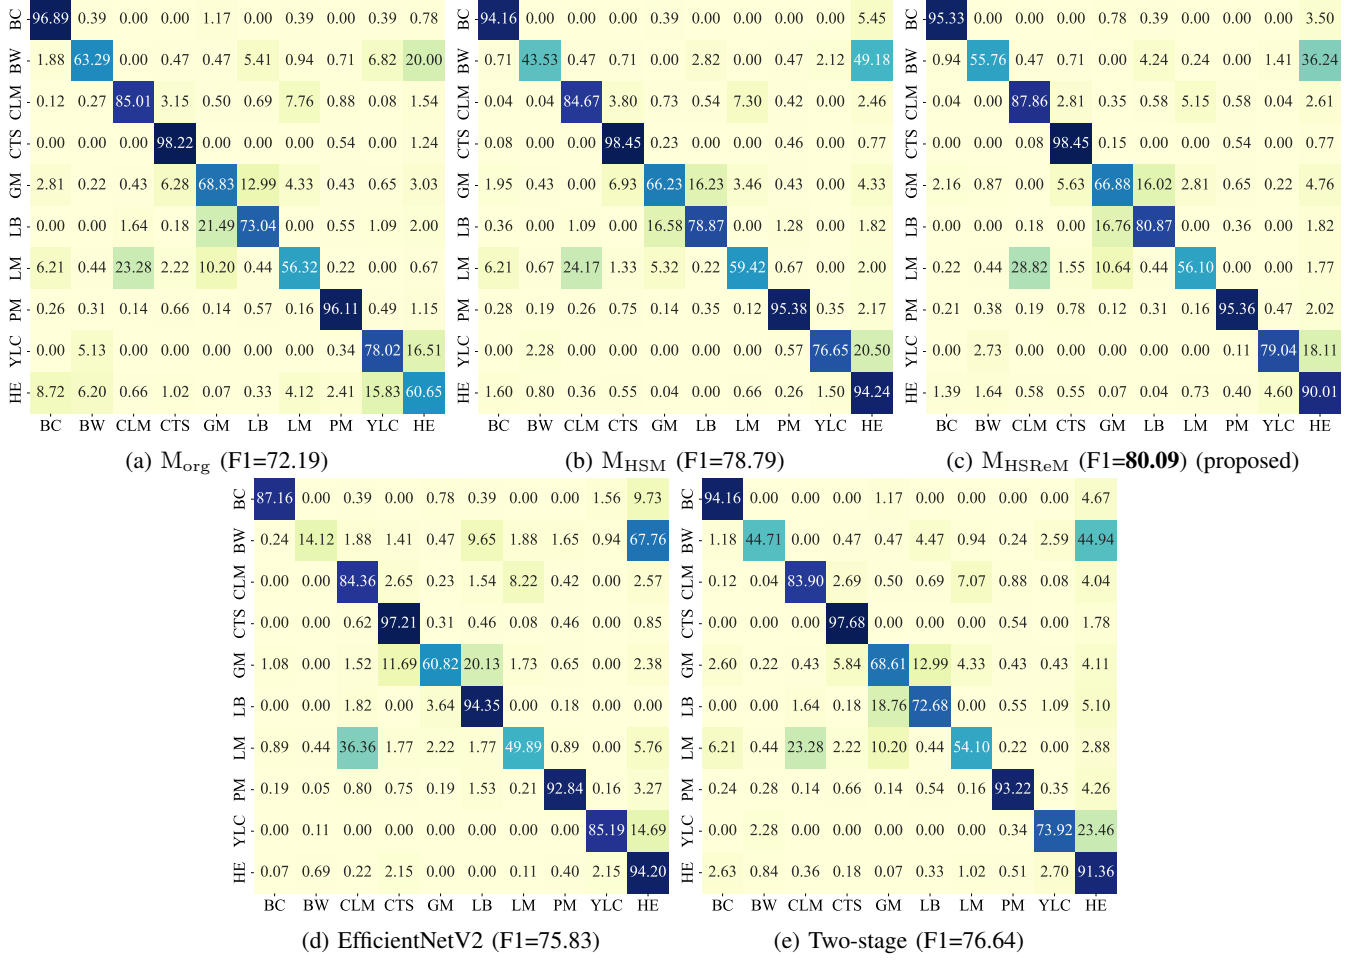 BC 96.89 0.39 0.00 0.00 1.17 0.00 0.39 0.00 0.39 0.78
BW 1.88 63.29 0.00 0.47 0.47 5.41 0.94 0.71 6.82 20.00
CLM 0.12 0.27 85.01 3.15 0.50 0.69 7.76 0.88 0.08 1.54
CTS 0.00 0.00 0.00 98.22 0.00 0.00 0.00 0.54 0.00 1.24
GM 2.81 0.22 0.43 6.28 68.83 12.99 4.33 0.43 0.65 3.03
LB 0.00 0.00 1.64 0.18 21.49 73.04 0.00 0.55 1.09 2.00
LM 6.21 0.44 23.28 2.22 10.20 0.44 56.32 0.22 0.00 0.67
PM 0.26 0.31 0.14 0.66 0.14 0.57 0.16 96.11 0.49 1.15
YLC 0.00 5.13 0.00 0.00 0.00 0.00 0.00 0.34 78.02 16.51
HE 8.72 6.20 0.66 1.02 0.07 0.33 4.12 2.41 15.83 60.65
BC BW CLM CTS GM LB LM PM YLC HE
(a) M_org (F1=72.19)
BC 94.16 0.00 0.00 0.00 0.39 0.00 0.00 0.00 0.00 5.45
BW 0.71 43.53 0.47 0.71 0.00 2.82 0.00 0.47 2.12 49.18
CLM 0.04 0.04 84.67 3.80 0.73 0.54 7.30 0.42 0.00 2.46
CTS 0.08 0.00 0.00 98.45 0.23 0.00 0.00 0.46 0.00 0.77
GM 1.95 0.43 0.00 6.93 66.23 16.23 3.46 0.43 0.00 4.33
LB 0.36 0.00 1.09 0.00 16.58 78.87 0.00 1.28 0.00 1.82
LM 6.21 0.67 24.17 1.33 5.32 0.22 59.42 0.67 0.00 2.00
PM 0.28 0.19 0.26 0.75 0.14 0.35 0.12 95.38 0.35 2.17
YLC 0.00 2.28 0.00 0.00 0.00 0.00 0.00 0.57 76.65 20.50
HE 1.60 0.80 0.36 0.55 0.04 0.00 0.66 0.26 1.50 94.24
BC BW CLM CTS GM LB LM PM YLC HE
(b) M_HSM (F1=78.79)
BC 95.33 0.00 0.00 0.00 0.78 0.39 0.00 0.00 0.00 3.50
BW 0.94 55.76 0.47 0.71 0.00 4.24 0.24 0.00 1.41 36.24
CLM 0.04 0.00 87.86 2.81 0.35 0.58 5.15 0.58 0.04 2.61
CTS 0.00 0.00 0.08 98.45 0.15 0.00 0.00 0.54 0.00 0.77
GM 2.16 0.87 0.00 5.63 66.88 16.02 2.81 0.65 0.22 4.76
LB 0.00 0.00 0.18 0.00 16.76 80.87 0.00 0.36 0.00 1.82
LM 0.22 0.44 28.82 1.55 10.64 0.44 56.10 0.00 0.00 1.77
PM 0.21 0.38 0.19 0.78 0.12 0.31 0.16 95.36 0.47 2.02
YLC 0.00 2.73 0.00 0.00 0.00 0.00 0.00 0.11 79.04 18.11
HE 1.39 1.64 0.58 0.62 0.00 0.04 0.73 0.40 4.60 90.01
BC BW CLM CTS GM LB LM PM YLC HE
(c) M_HSReM (F1=80.09) (proposed)
BC 87.16 0.00 0.39 0.00 0.78 0.39 0.00 0.00 1.56 9.73
BW 0.24 14.12 1.88 1.41 0.47 9.65 1.88 1.65 0.94 67.76
CLM 0.00 0.00 84.36 2.65 0.23 1.54 8.22 0.42 0.00 2.57
CTS 0.00 0.00 0.62 97.21 0.31 0.46 0.08 0.46 0.00 0.85
GM 1.08 0.00 1.52 11.69 60.82 20.13 1.73 0.65 0.00 2.38
LB 0.00 0.00 1.82 0.00 3.64 94.35 0.00 0.18 0.00 0.00
LM 0.89 0.44 36.36 1.77 2.22 1.77 49.89 0.89 0.00 5.76
PM 0.19 0.05 0.80 0.75 0.19 1.53 0.21 92.84 0.16 3.27
YLC 0.00 0.11 0.00 0.00 0.00 0.00 0.00 0.00 85.19 14.69
HE 0.07 0.69 0.22 2.15 0.00 0.00 0.11 0.40 2.15 94.20
BC BW CLM CTS GM LB LM PM YLC HE
(d) EfficientNetV2 (F1=75.83)
BC 94.16 0.00 0.00 0.00 1.17 0.00 0.00 0.00 0.00 4.67
BW 1.18 44.71 0.00 0.47 0.47 4.47 0.94 0.24 2.59 44.94
CLM 0.12 0.04 83.90 2.69 0.50 0.69 7.07 0.88 0.08 4.04
CTS 0.00 0.00 0.00 97.68 0.00 0.00 0.00 0.54 0.00 1.78
GM 2.60 0.22 0.43 5.84 68.61 12.99 4.33 0.43 0.43 4.11
LB 0.00 0.00 1.64 0.18 18.76 72.68 0.00 0.55 1.09 5.10
LM 6.21 0.44 23.28 2.22 10.20 0.44 54.10 0.22 0.00 2.88
PM 0.24 0.28 0.14 0.66 0.14 0.54 0.16 93.22 0.35 4.26
YLC 0.00 2.28 0.00 0.00 0.00 0.00 0.00 0.34 73.92 23.46
HE 2.63 0.84 0.36 0.18 0.07 0.33 1.02 0.51 2.70 91.36
BC BW CLM CTS GM LB LM PM YLC HE
(e) Two-stage (F1=76.64)